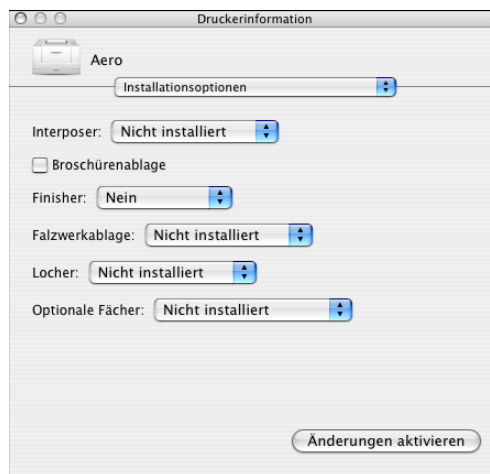 Druckerinformation
Aero
Installationsoptionen
Interposer: Nicht installiert
Broschürenablage
Finisher: Nein
Falzwerkablage: Nicht installiert
Locher: Nicht installiert
Optionale Fächer: Nicht installiert
Änderungen aktivieren